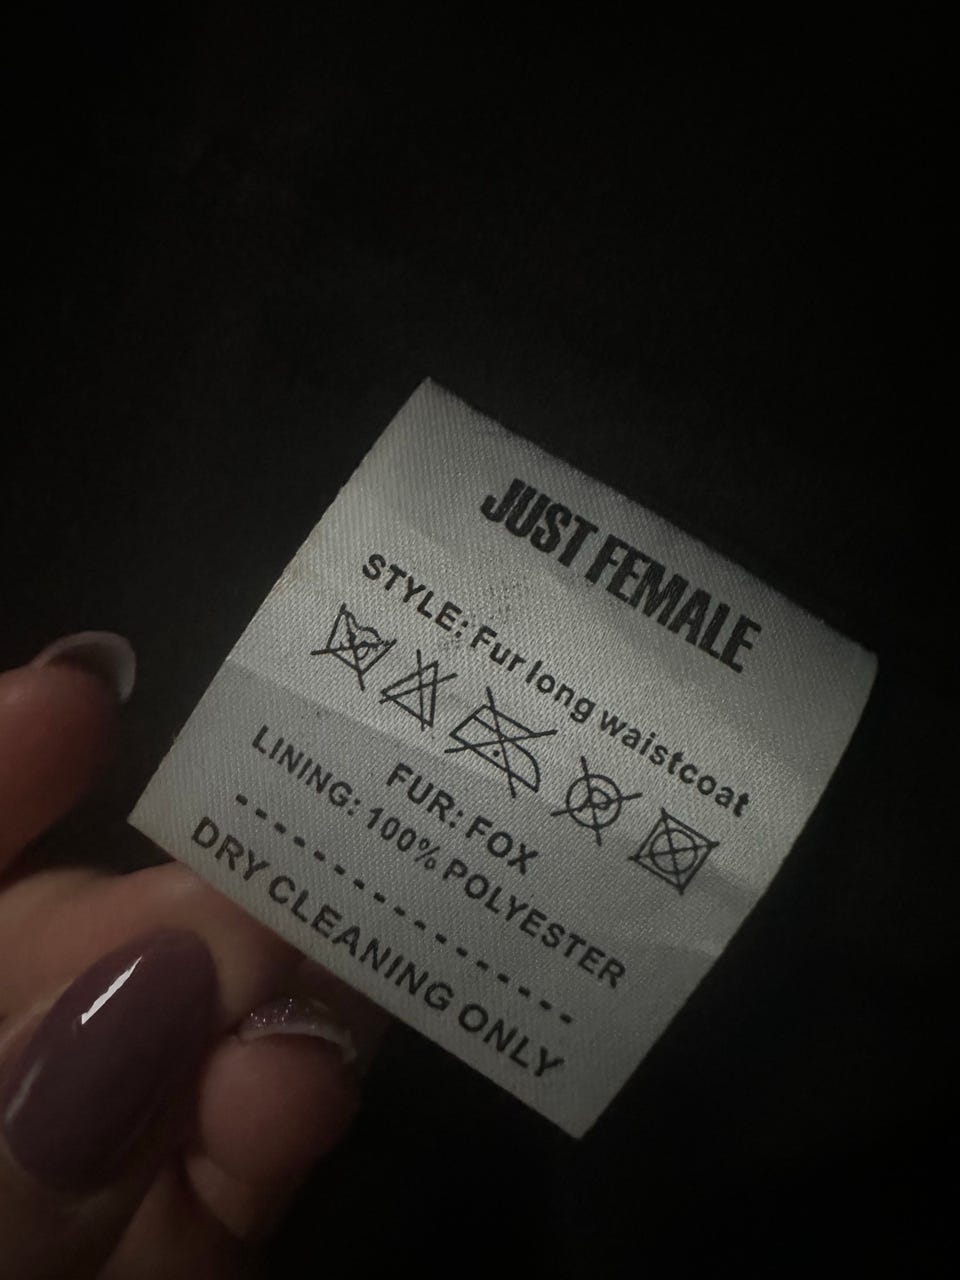 JUST FEMALE
STYLE: Fur long waistcoat
P
FUR: FOX
LINING: 100% POLYESTER
DRY CLEANING ONLY